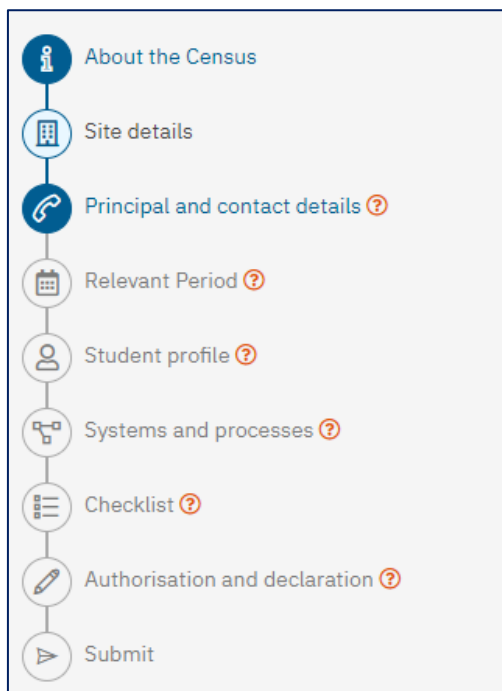 About the Census
Site details
Principal and contact details ?
Relevant Period ?
Student profile ?
Systems and processes ?
Checklist ?
Authorisation and declaration ?
Submit